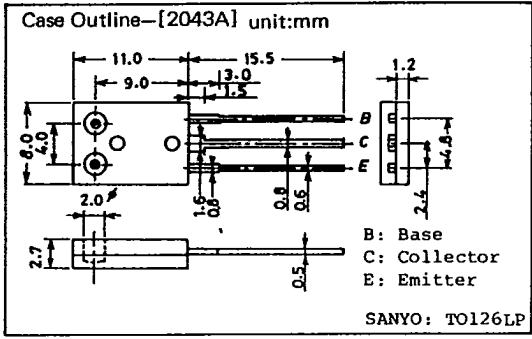 Case Outline–[2043A] unit:mm
11.0
15.5
9.0
3.0
1.5
1.2
8.0
4.0
B
C
E
4.8
2.4
1.6
0.8
0.8
0.6
2.0 ø
2.7
0.5
B: Base
C: Collector
E: Emitter
SANYO: TO126LP